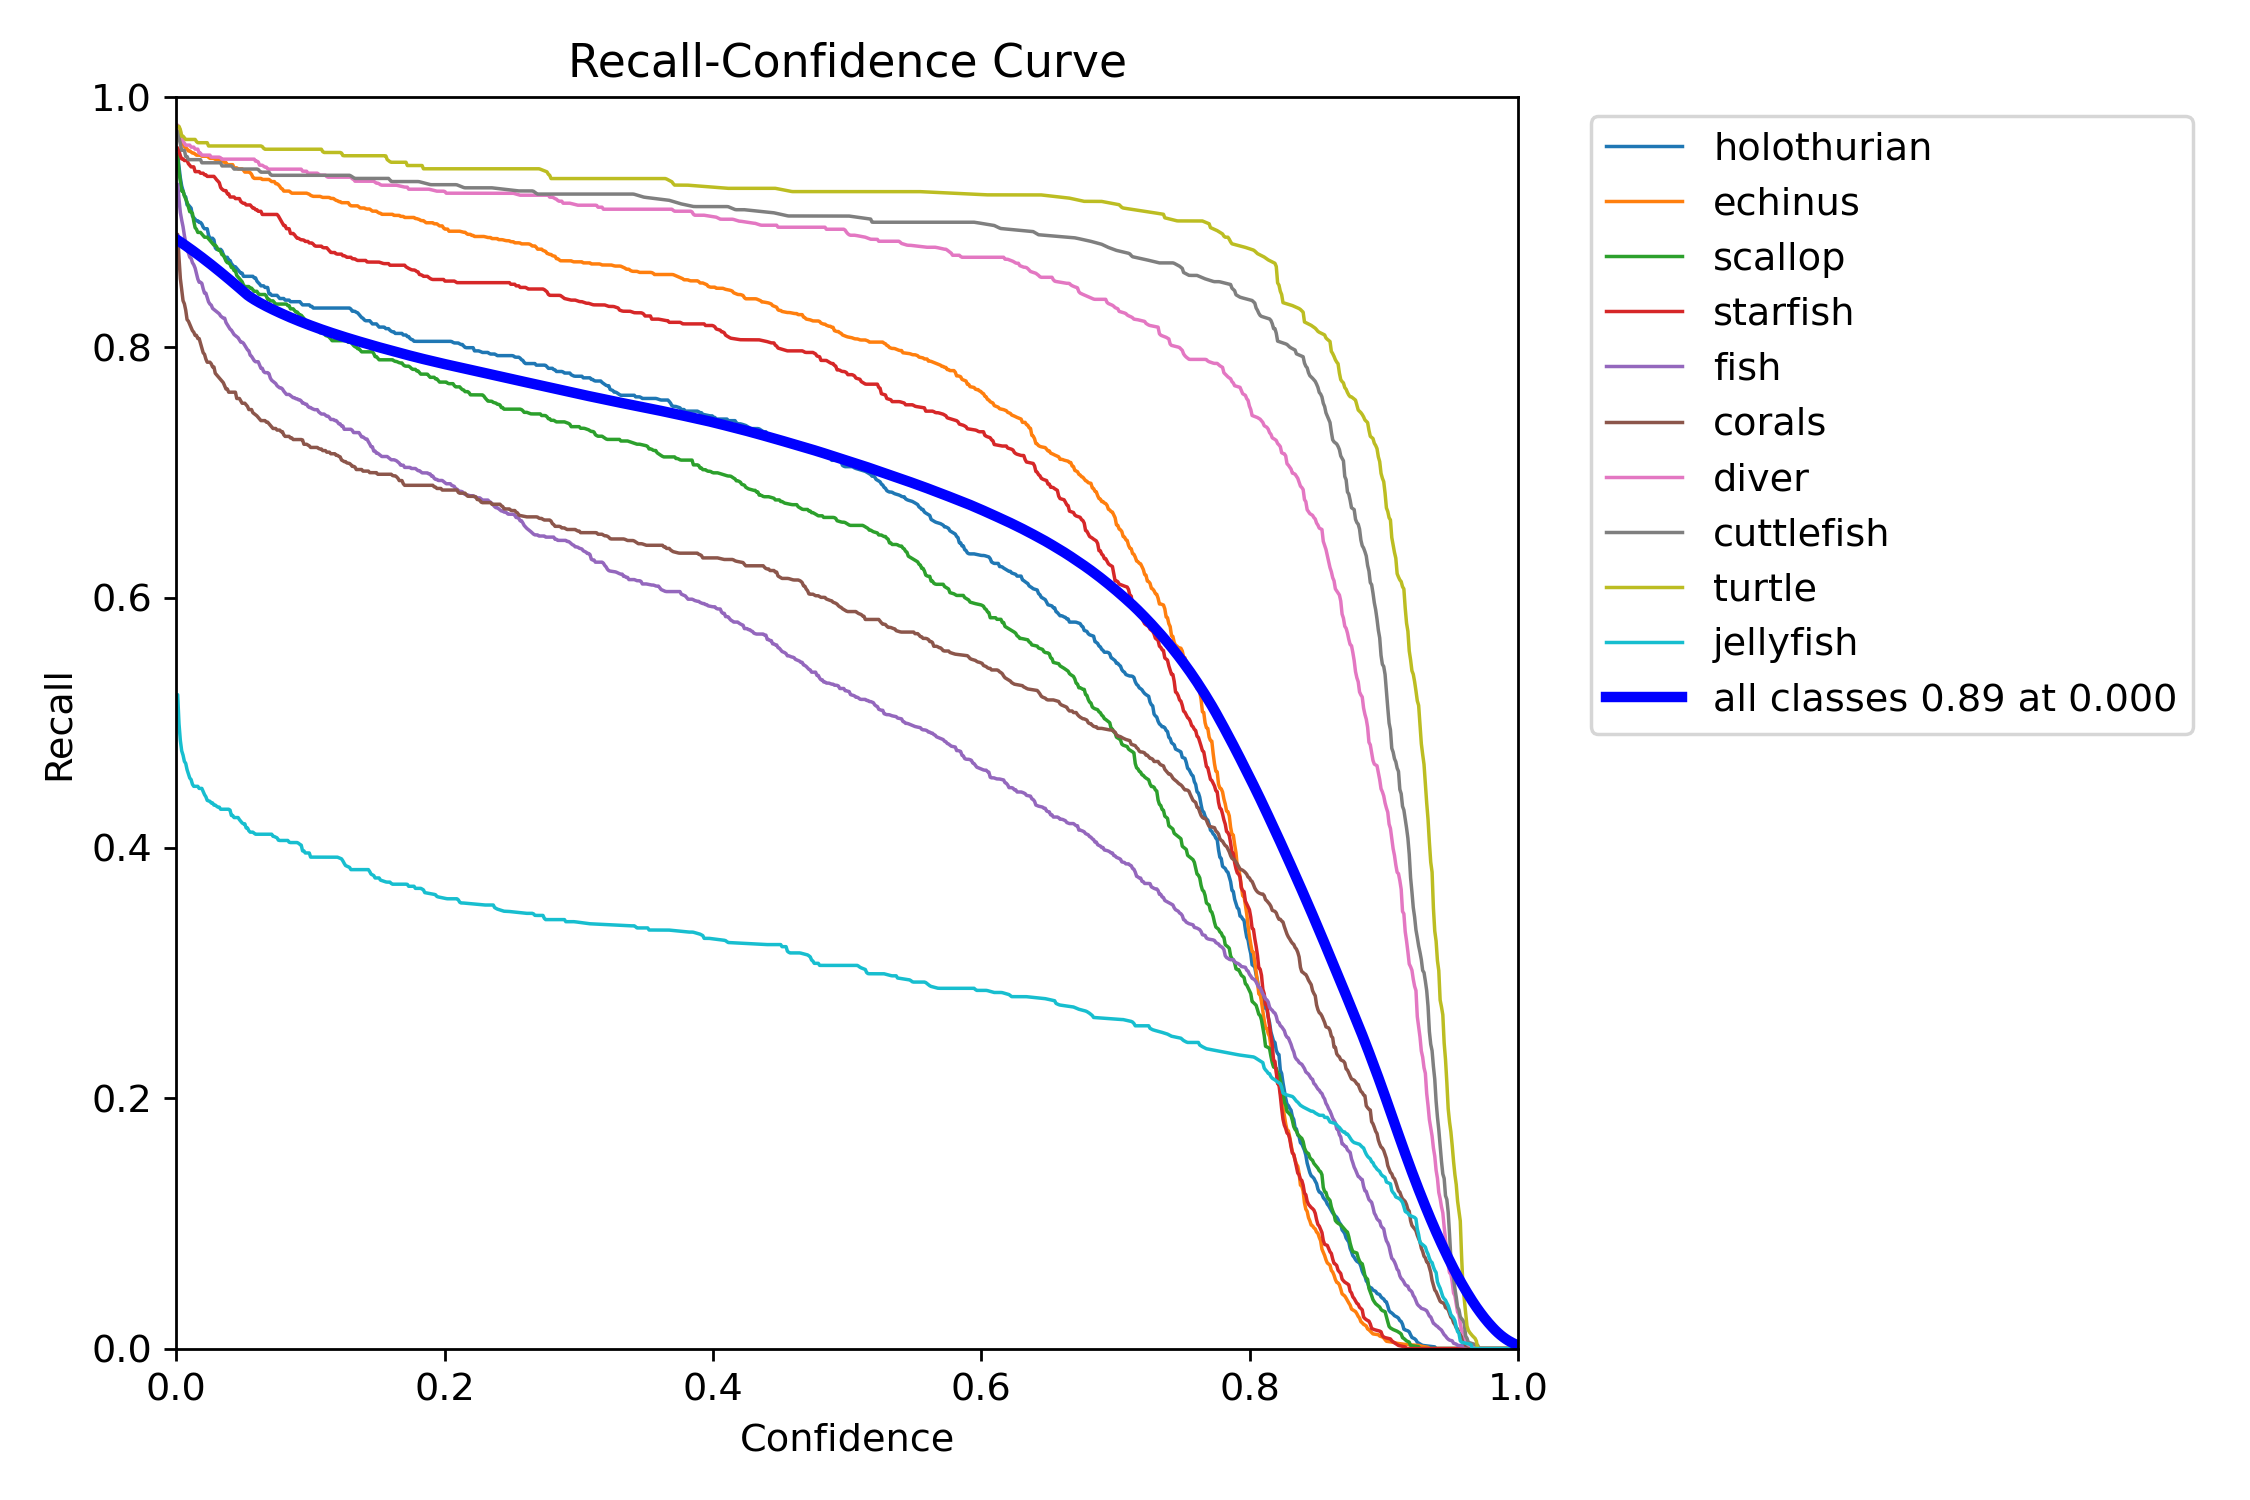 Recall-Confidence Curve
1.0
0.8
0.6
0.4
0.2
0.0
Recall
0.0 0.2 0.4 0.6 0.8 1.0
Confidence
holothurian
echinus
scallop
starfish
fish
corals
diver
cuttlefish
turtle
jellyfish
all classes 0.89 at 0.000